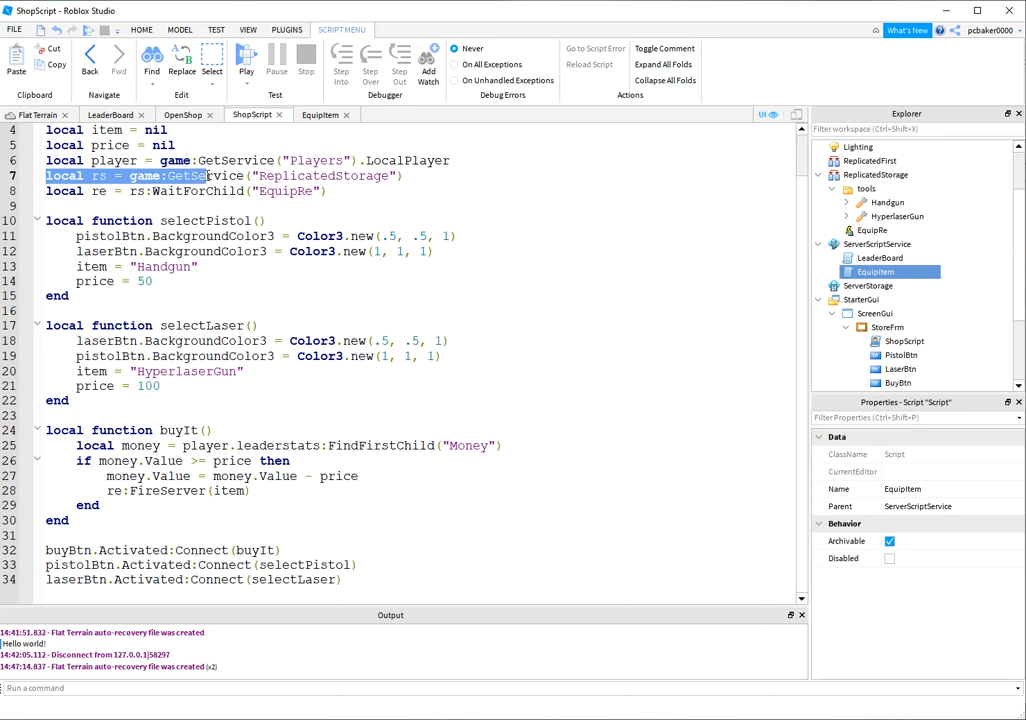 ShopScript - Roblox Studio
FILE HOME MODEL TEST VIEW PLUGINS SCRIPT MENU What's New pcbaker0000
Paste Cut Copy Back Fwd Find Replace Select Play Pause Stop Step Into Step Over Step Out Add Watch
Never
On All Exceptions
On Unhandled Exceptions
Go to Script Error
Reload Script
Toggle Comment
Expand All Folds
Collapse All Folds
Clipboard Navigate Edit Test Debugger Debug Errors Actions
Flat Terrain LeaderBoard OpenShop ShopScript EquipItem UI
4 local item = nil
5 local price = nil
6 local player = game:GetService("Players").LocalPlayer
7 local rs = game:GetService("ReplicatedStorage")
8 local re = rs:WaitForChild("EquipRe")
9
10 local function selectPistol()
11 pistolBtn.BackgroundColor3 = Color3.new(.5, .5, 1)
12 laserBtn.BackgroundColor3 = Color3.new(1, 1, 1)
13 item = "Handgun"
14 price = 50
15 end
16
17 local function selectLaser()
18 laserBtn.BackgroundColor3 = Color3.new(.5, .5, 1)
19 pistolBtn.BackgroundColor3 = Color3.new(1, 1, 1)
20 item = "HyperlaserGun"
21 price = 100
22 end
23
24 local function buyIt()
25 local money = player.leaderstats:FindFirstChild("Money")
26 if money.Value >= price then
27 money.Value = money.Value - price
28 re:FireServer(item)
29 end
30 end
31
32 buyBtn.Activated:Connect(buyIt)
33 pistolBtn.Activated:Connect(selectPistol)
34 laserBtn.Activated:Connect(selectLaser)
Output
14:41:51.832 - Flat Terrain auto-recovery file was created
Hello world!
14:42:05.112 - Disconnect from 127.0.0.1|58297
14:47:14.837 - Flat Terrain auto-recovery file was created (x2)
Run a command
Explorer
Filter workspace (Ctrl+Shift+X)
Lighting
ReplicatedFirst
ReplicatedStorage
tools
Handgun
HyperlaserGun
EquipRe
ServerScriptService
LeaderBoard
EquipItem
ServerStorage
StarterGui
ScreenGui
StoreFrm
ShopScript
PistolBtn
LaserBtn
BuyBtn
Properties - Script "Script"
Filter Properties (Ctrl+Shift+P)
Data
ClassName Script
CurrentEditor
Name EquipItem
Parent ServerScriptService
Behavior
Archivable
Disabled